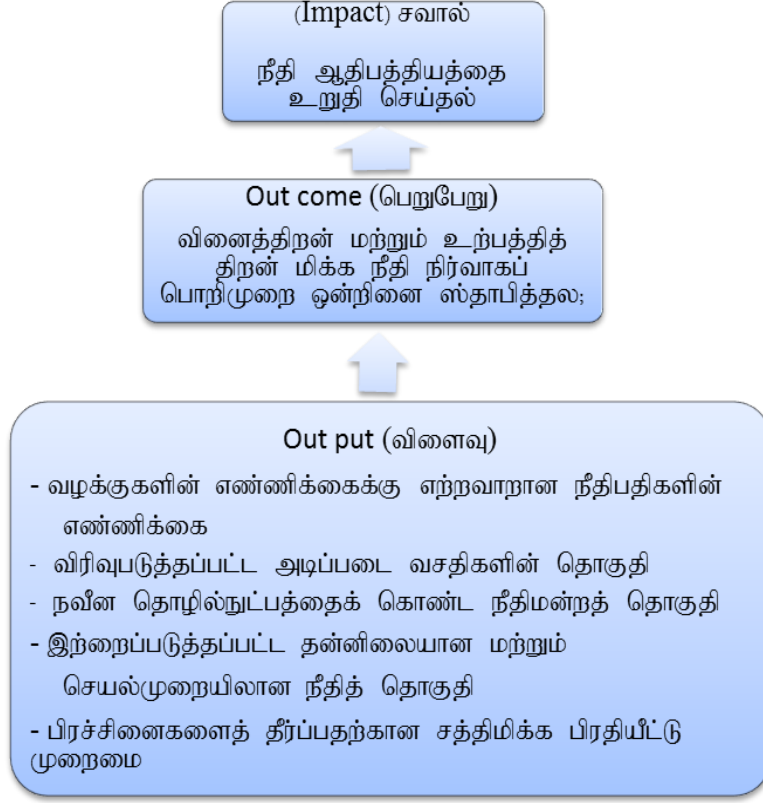 (Impact) சவால்
நீதி ஆதிபத்தியத்தை
உறுதி செய்தல்
Out come (பெறுபேறு)
வினைத்திறன் மற்றும் உற்பத்தித்
திறன் மிக்க நீதி நிர்வாகப்
பொறிமுறை ஒன்றினை ஸ்தாபித்தல;
Out put (விளைவு)
- வழக்குகளின் எண்ணிக்கைக்கு எற்றவாறான நீதிபதிகளின்
எண்ணிக்கை
- விரிவுபடுத்தப்பட்ட அடிப்படை வசதிகளின் தொகுதி
- நவீன தொழில்நுட்பத்தைக் கொண்ட நீதிமன்றத் தொகுதி
- இற்றைப்படுத்தப்பட்ட தன்னிலையான மற்றும்
செயல்முறையிலான நீதித் தொகுதி
- பிரச்சினைகளைத் தீர்ப்பதற்கான சத்திமிக்க பிரதியீட்டு
முறைமை